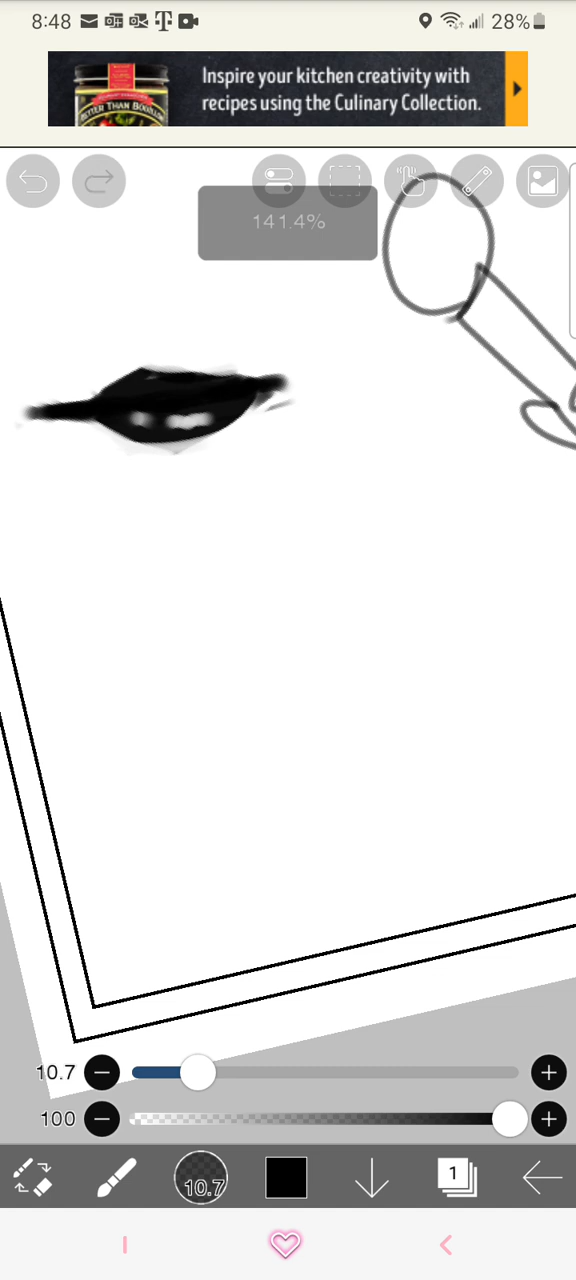 8:48
28%
Inspire your kitchen creativity with
recipes using the Culinary Collection.
BETTER THAN BOUILLON
141.4%
10.7
100
10.7
1